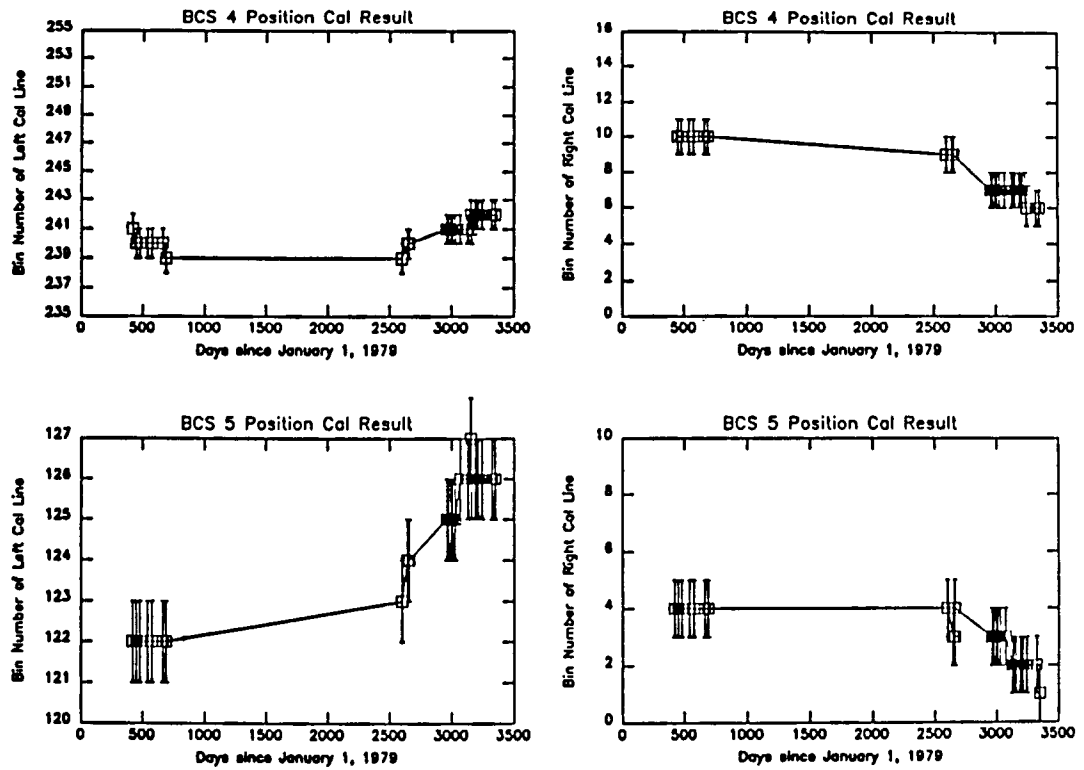 BCS 4 Position Cal Result
Bin Number of Left Cal Line
255
253
251
249
247
245
243
241
239
237
235
0 500 1000 1500 2000 2500 3000 3500
Days since January 1, 1979
BCS 4 Position Cal Result
Bin Number of Right Cal Line
16
14
12
10
8
6
4
2
0
0 500 1000 1500 2000 2500 3000 3500
Days since January 1, 1979
BCS 5 Position Cal Result
Bin Number of Left Cal Line
127
126
125
124
123
122
121
120
0 500 1000 1500 2000 2500 3000 3500
Days since January 1, 1979
BCS 5 Position Cal Result
Bin Number of Right Cal Line
10
8
6
4
2
0
0 500 1000 1500 2000 2500 3000 3500
Days since January 1, 1979